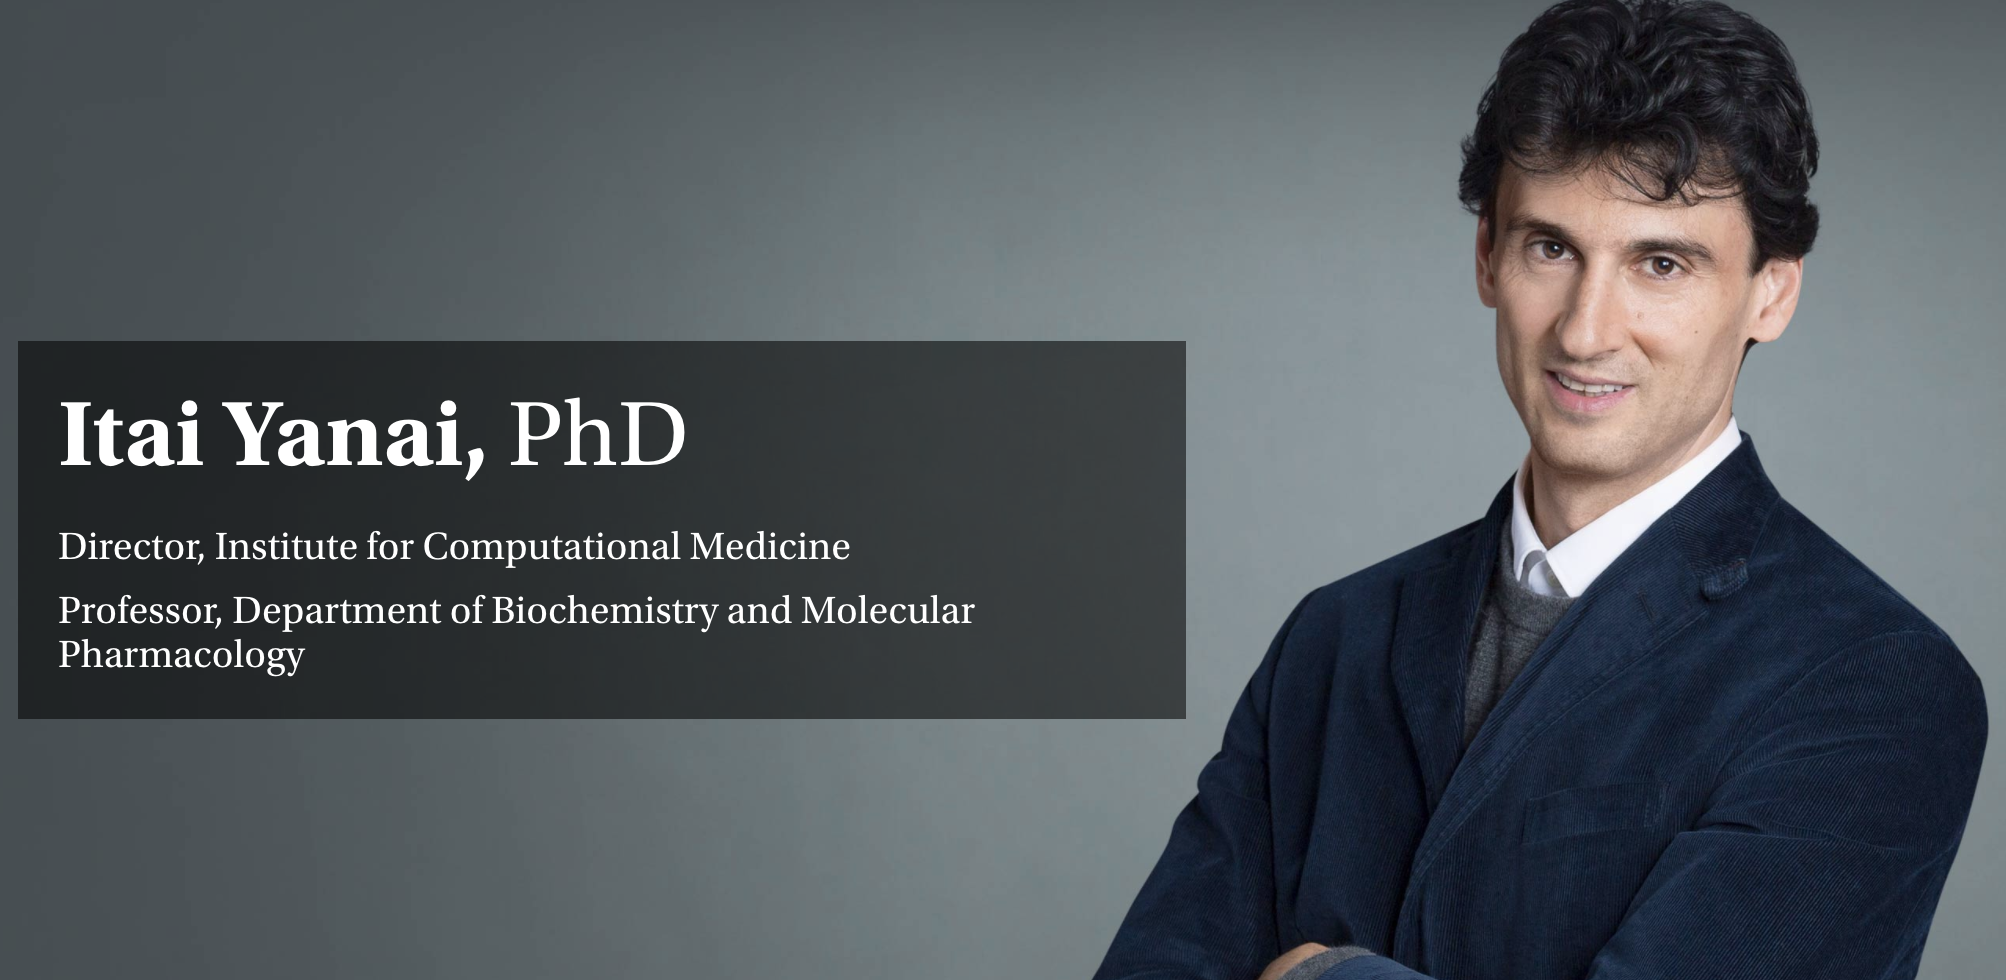 Itai Yanai, PhD
Director, Institute for Computational Medicine
Professor, Department of Biochemistry and Molecular
Pharmacology